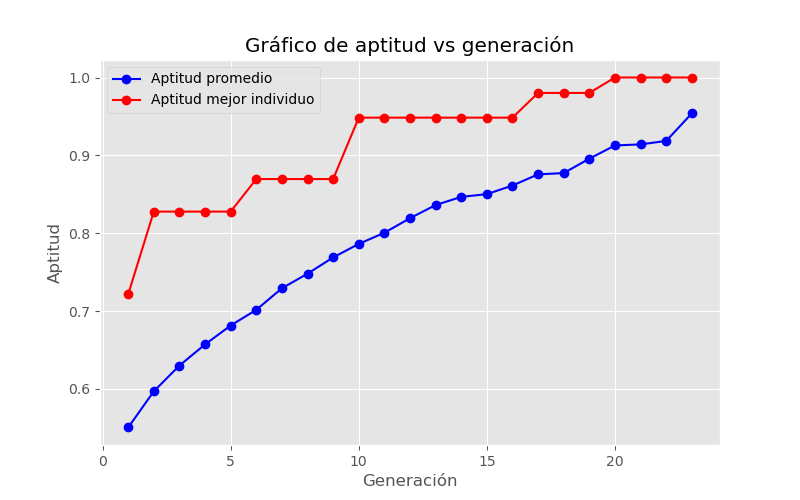 Gráfico de aptitud vs generación
Aptitud promedio
Aptitud mejor individuo
1.0
0.9
0.8
0.7
0.6
Aptitud
0 5 10 15 20
Generación